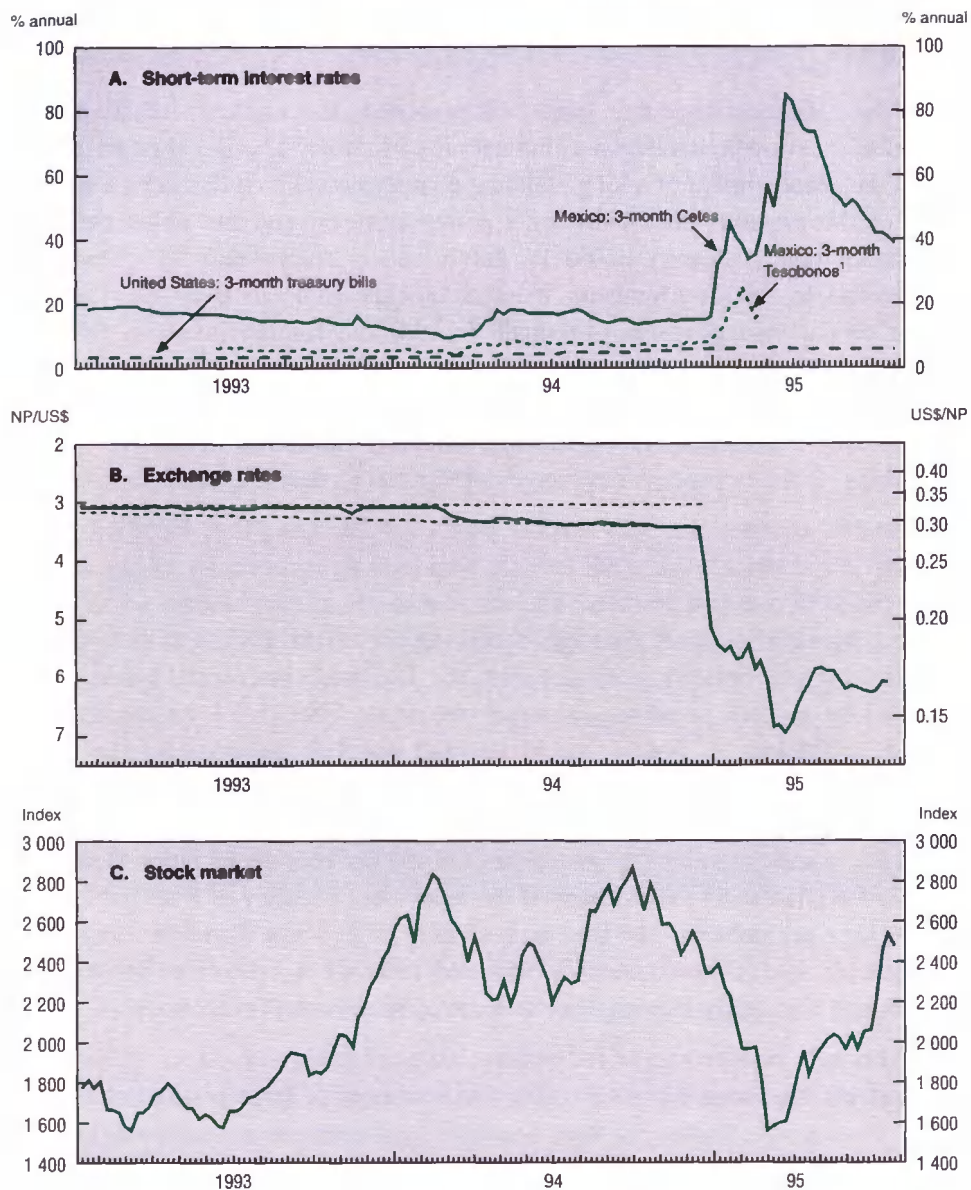 % annual % annual
100 100
A. Short-term interest rates
80 80
60 60
Mexico: 3-month Cetes
Mexico: 3-month
Tesobonos¹
40 40
United States: 3-month treasury bills
20 20
0 0
1993 94 95
NP/US$ US$/NP
2
B. Exchange rates
0.40
3 0.35
0.30
4 0.25
5 0.20
6
7 0.15
1993 94 95
Index Index
3 000 3 000
C. Stock market
2 800 2 800
2 600 2 600
2 400 2 400
2 200 2 200
2 000 2 000
1 800 1 800
1 600 1 600
1 400 1 400
1993 94 95